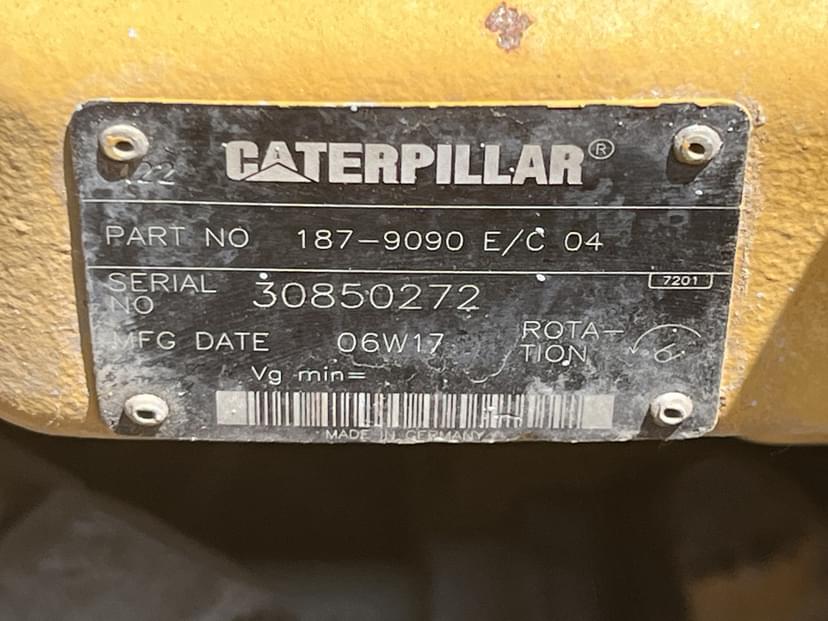 CATERPILLAR®
122
PART NO 187-9090 E/C 04
SERIAL NO 30850272
7201
MFG DATE 06W17
ROTA-
TION
Vg min=
MADE IN GERMANY